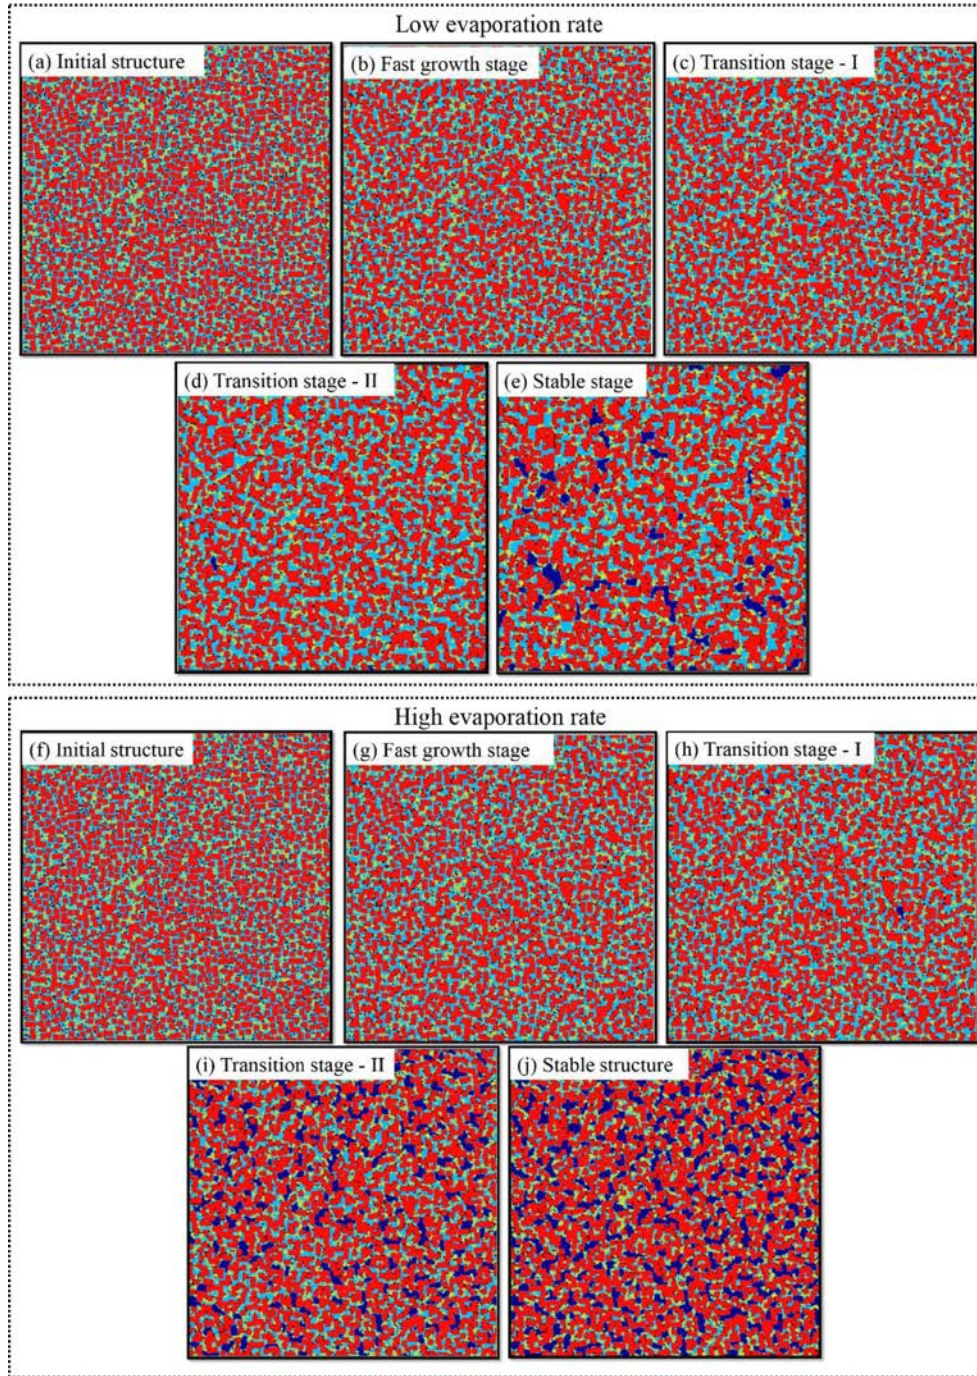 Low evaporation rate
(a) Initial structure
(b) Fast growth stage
(c) Transition stage - I
(d) Transition stage - II
(e) Stable stage
High evaporation rate
(f) Initial structure
(g) Fast growth stage
(h) Transition stage - I
(i) Transition stage - II
(j) Stable structure